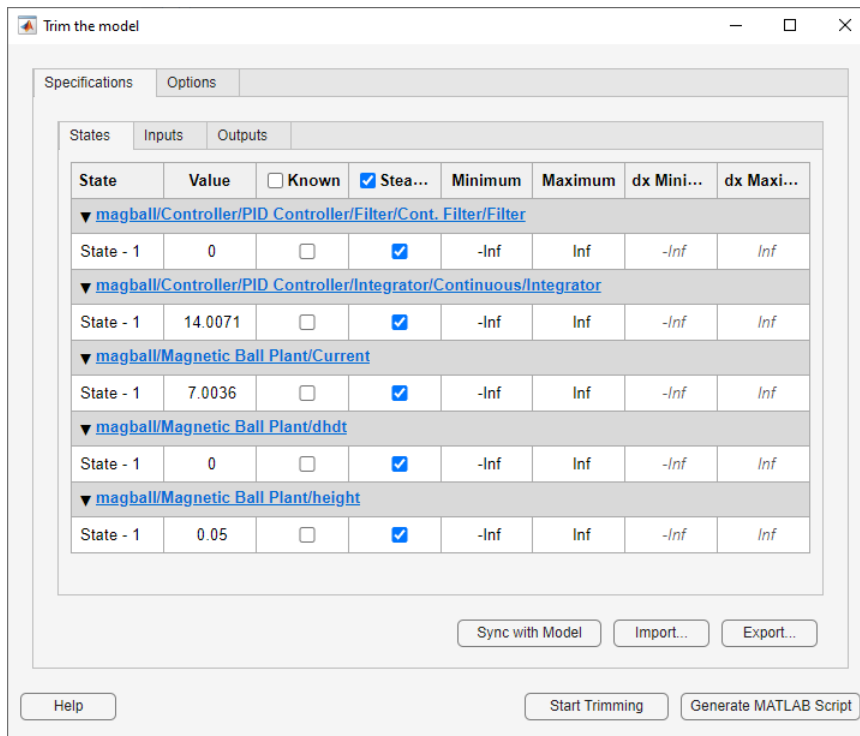 Trim the model
Specifications Options
States Inputs Outputs
State Value Known Stea... Minimum Maximum dx Mini... dx Maxi...
magball/Controller/PID Controller/Filter/Cont. Filter/Filter
State - 1 0 -Inf Inf -Inf Inf
magball/Controller/PID Controller/Integrator/Continuous/Integrator
State - 1 14.0071 -Inf Inf -Inf Inf
magball/Magnetic Ball Plant/Current
State - 1 7.0036 -Inf Inf -Inf Inf
magball/Magnetic Ball Plant/dhdt
State - 1 0 -Inf Inf -Inf Inf
magball/Magnetic Ball Plant/height
State - 1 0.05 -Inf Inf -Inf Inf
Sync with Model Import... Export...
Help Start Trimming Generate MATLAB Script